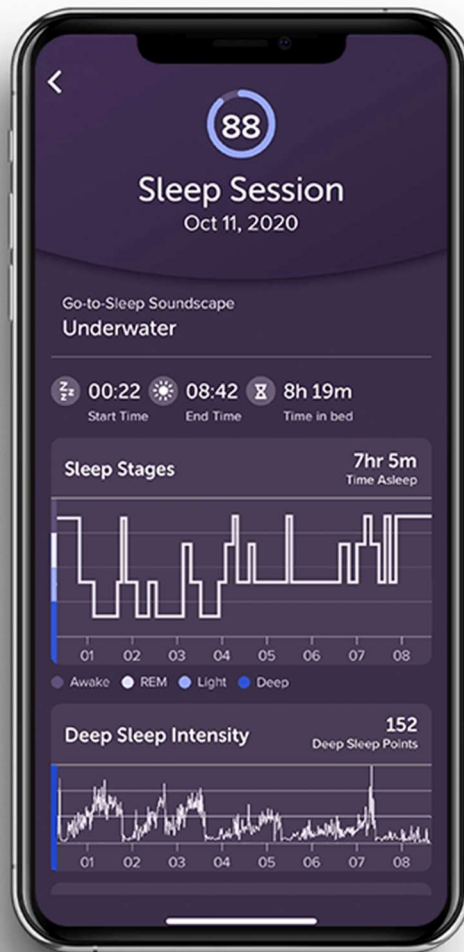 88
Sleep Session
Oct 11, 2020
Go-to-Sleep Soundscape
Underwater
00:22 08:42 8h 19m
Start Time End Time Time in bed
Sleep Stages 7hr 5m
Time Asleep
01 02 03 04 05 06 07 08
Awake REM Light Deep
Deep Sleep Intensity 152
Deep Sleep Points
01 02 03 04 05 06 07 08